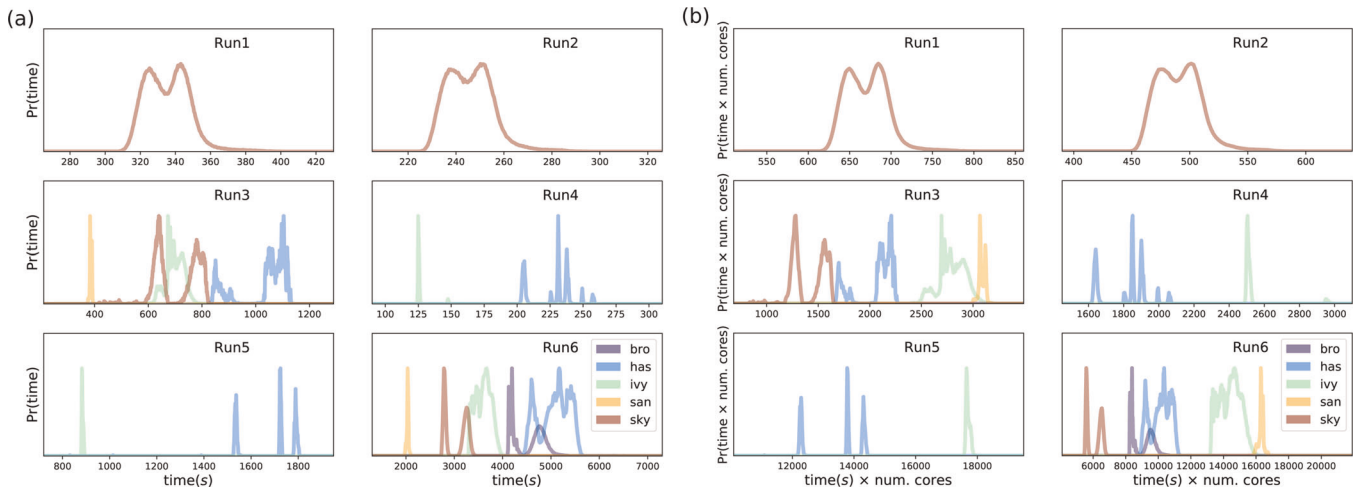 (a)
Run1
Pr(time)
280 300 320 340 360 380 400 420
Run2
220 240 260 280 300 320
Run3
Pr(time)
400 600 800 1000 1200
Run4
100 125 150 175 200 225 250 275 300
Run5
Pr(time)
800 1000 1200 1400 1600 1800
time(s)
Run6
bro
has
ivy
san
sky
2000 3000 4000 5000 6000 7000
time(s)
(b)
Run1
Pr(time × num. cores)
550 600 650 700 750 800 850
Run2
400 450 500 550 600
Run3
Pr(time × num. cores)
1000 1500 2000 2500 3000
Run4
1600 1800 2000 2200 2400 2600 2800 3000
Run5
Pr(time × num. cores)
12000 14000 16000 18000
time(s) × num. cores
Run6
bro
has
ivy
san
sky
6000 8000 10000 12000 14000 16000 18000 20000
time(s) × num. cores